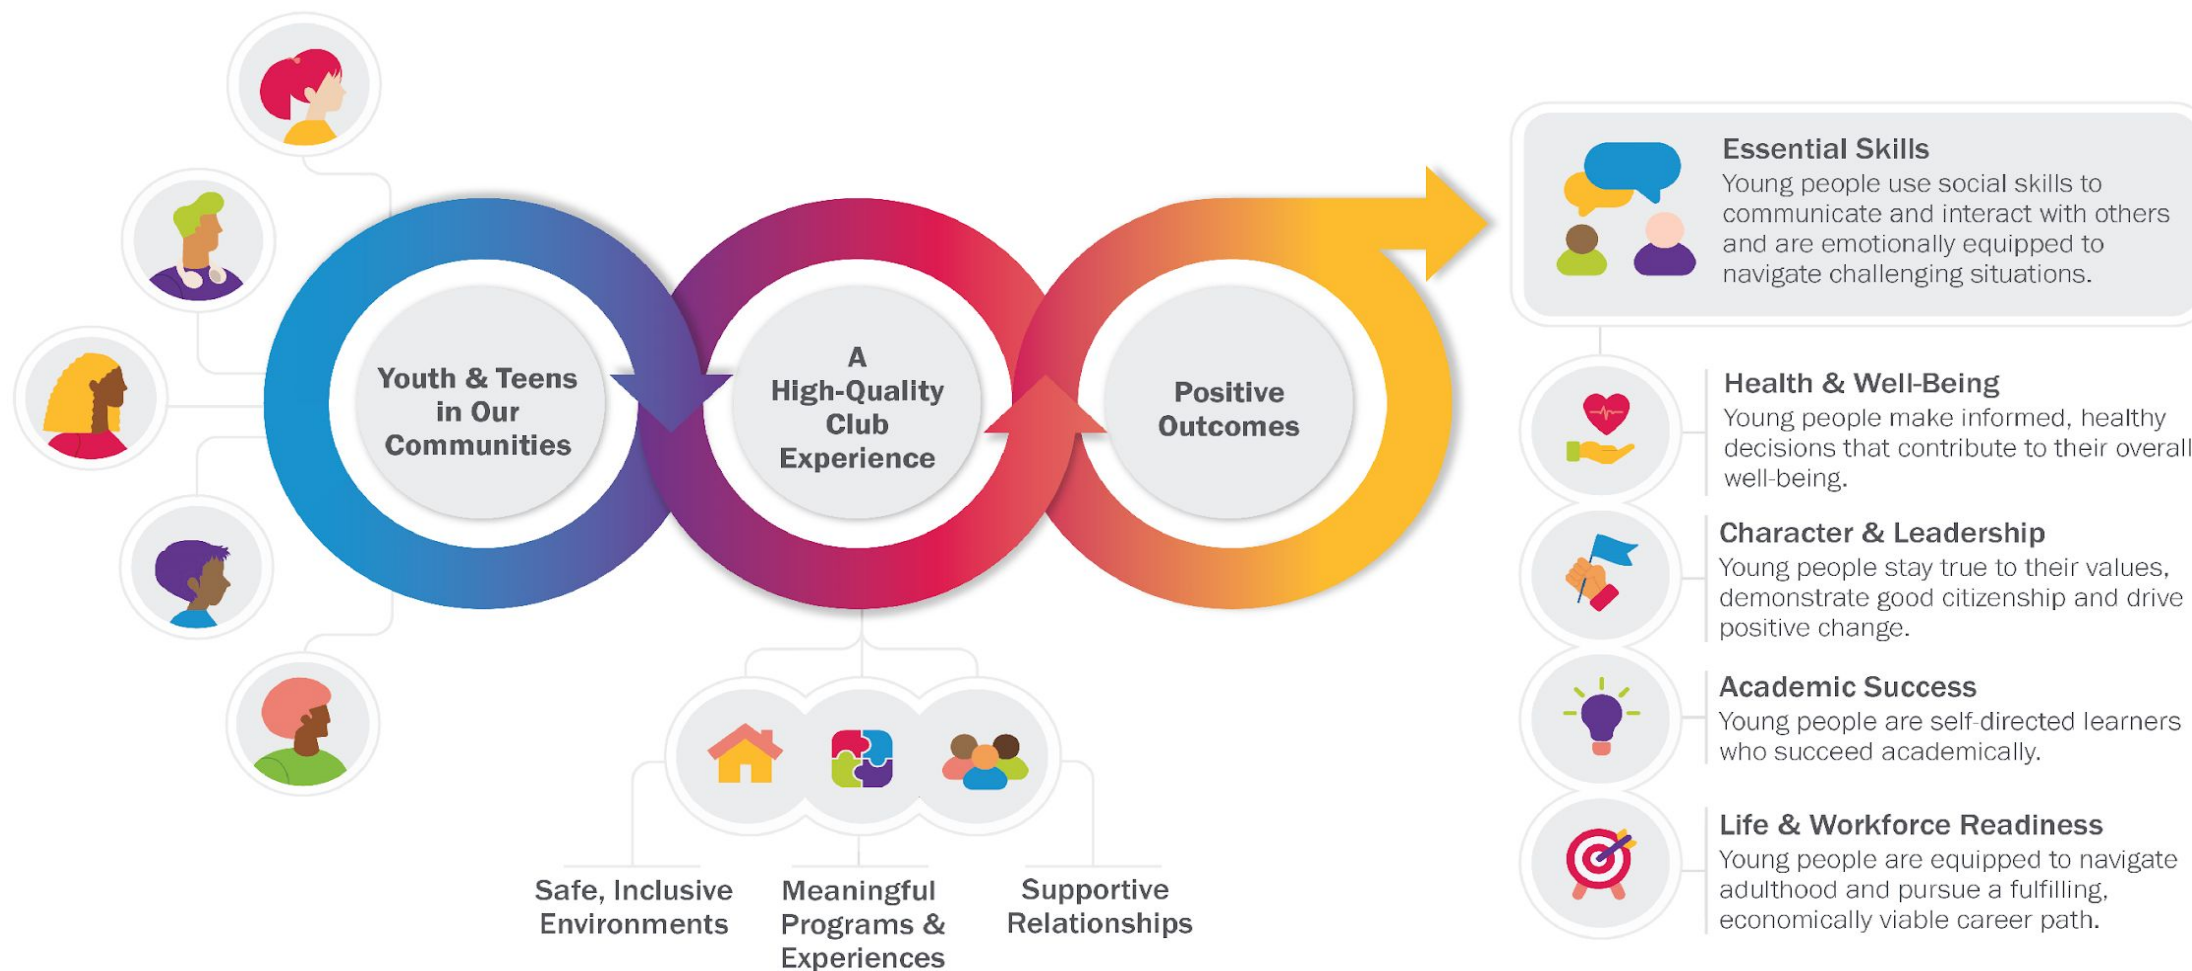 Youth & Teens
in Our
Communities
A
High-Quality
Club
Experience
Positive
Outcomes
Safe, Inclusive
Environments
Meaningful
Programs &
Experiences
Supportive
Relationships
Essential Skills
Young people use social skills to
communicate and interact with others
and are emotionally equipped to
navigate challenging situations.
Health & Well-Being
Young people make informed, healthy
decisions that contribute to their overall
well-being.
Character & Leadership
Young people stay true to their values,
demonstrate good citizenship and drive
positive change.
Academic Success
Young people are self-directed learners
who succeed academically.
Life & Workforce Readiness
Young people are equipped to navigate
adulthood and pursue a fulfilling,
economically viable career path.